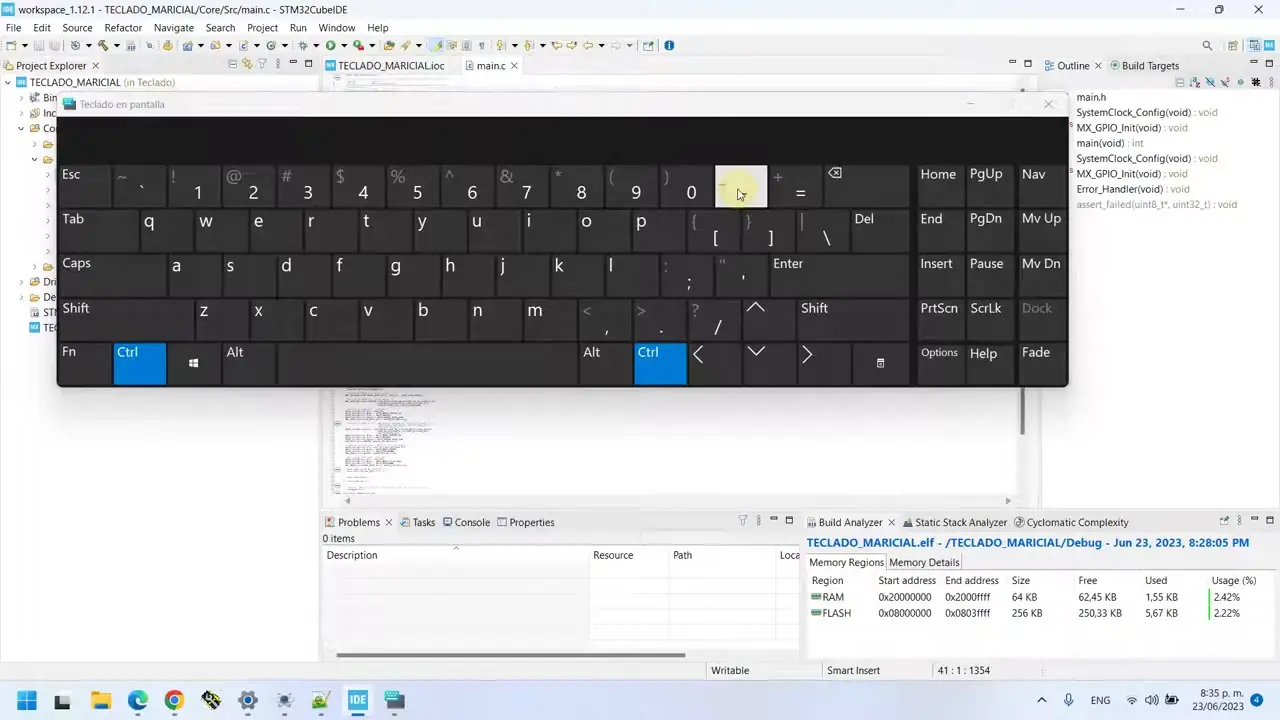 workspace_1.12.1 - TECLADO_MARICIAL/Core/Src/main.c - STM32CubeIDE
File Edit Source Refactor Navigate Search Project Run Window Help
Project Explorer
TECLADO_MARICIAL.ioc
main.c
Outline
Build Targets
TECLADO_MARICIAL (in Teclado)
main.h
SystemClock_Config(void) : void
MX_GPIO_Init(void) : void
main(void) : int
SystemClock_Config(void) : void
MX_GPIO_Init(void) : void
Error_Handler(void) : void
assert_failed(uint8_t*, uint32_t) : void
Teclado en pantalla
Esc ~ ` ! 1 @ 2 # 3 $ 4 % 5 ^ 6 & 7 * 8 ( 9 ) 0 + = Home PgUp Nav
Tab q w e r t y u i o p { [ } ] | \ Del End PgDn Mv Up
Caps a s d f g h j k l : ; " ' Enter Insert Pause Mv Dn
Shift z x c v b n m < , > . ? / Shift PrtScn ScrLk Dock
Fn Ctrl Alt Alt Ctrl Options Help Fade
Problems Tasks Console Properties
0 items
Description Resource Path Loca
Build Analyzer Static Stack Analyzer Cyclomatic Complexity
TECLADO_MARICIAL.elf - /TECLADO_MARICIAL/Debug - Jun 23, 2023, 8:28:05 PM
Memory Regions Memory Details
Region Start address End address Size Free Used Usage (%)
RAM 0x20000000 0x2000ffff 64 KB 62,45 KB 1,55 KB 2.42%
FLASH 0x08000000 0x0803ffff 256 KB 250,33 KB 5,67 KB 2.22%
Writable Smart Insert 41 : 1 : 1354
IDE
ENG
8:35 p. m.
23/06/2023
4